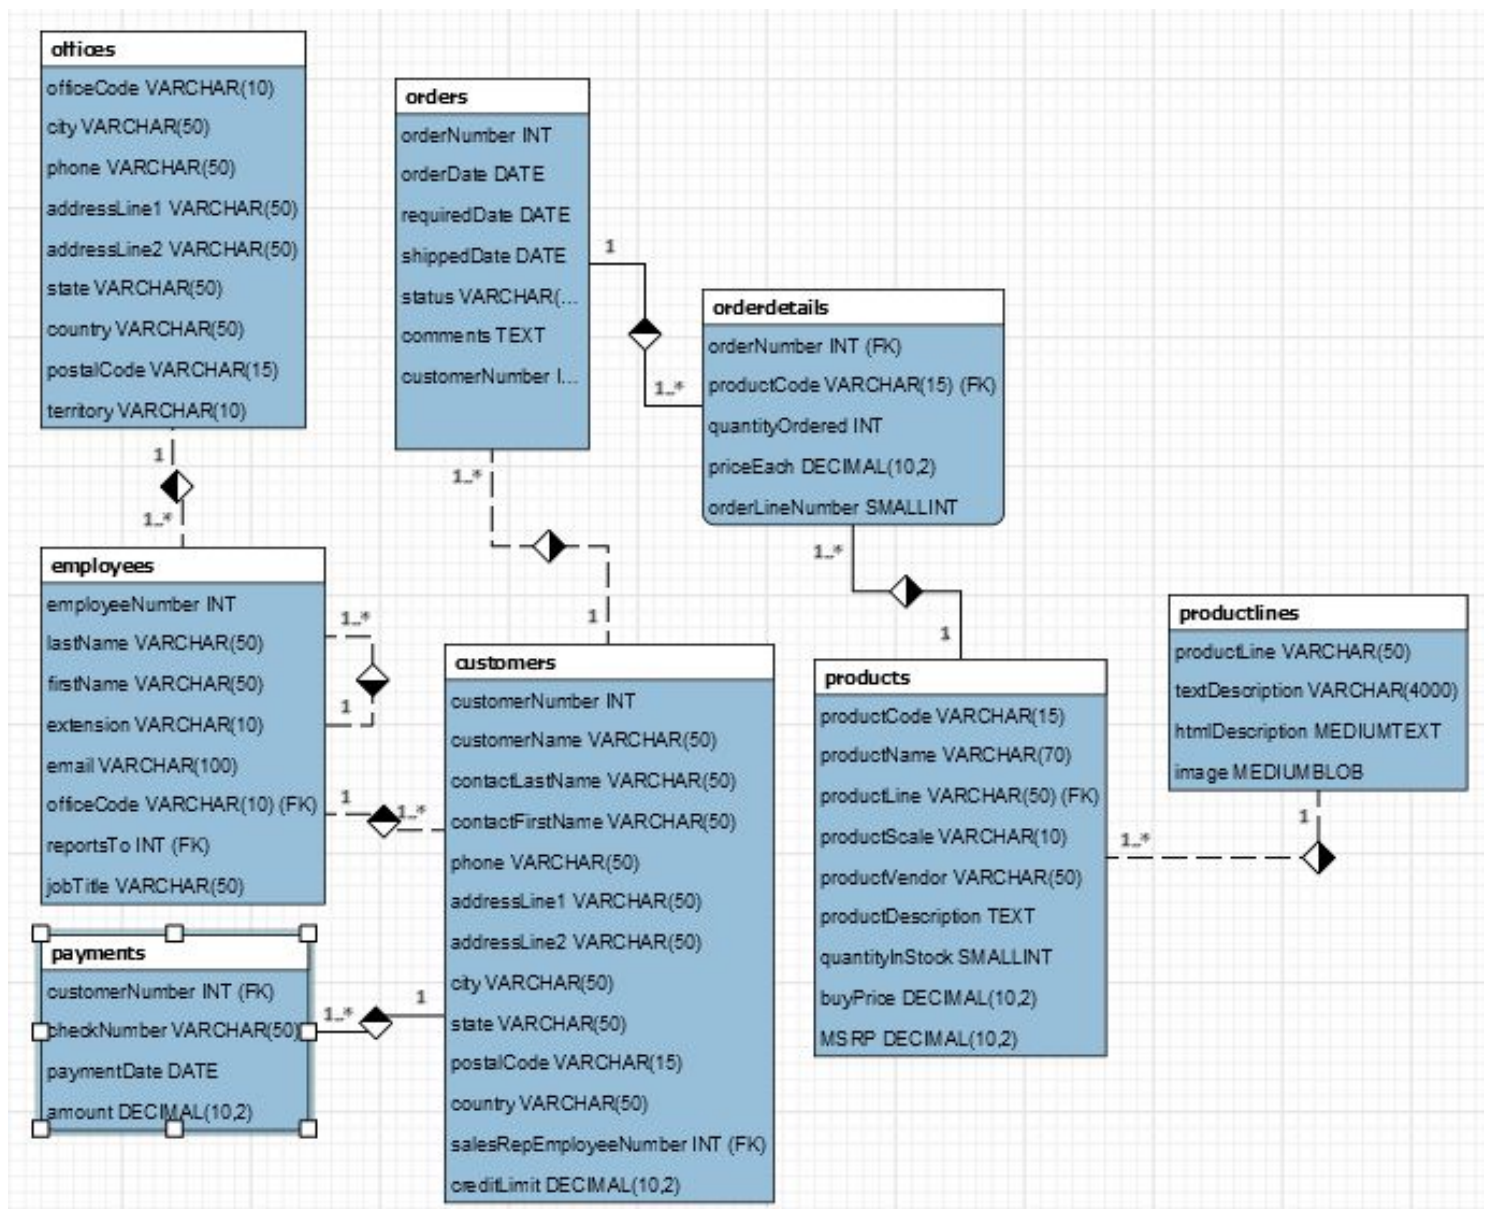 offices
officeCode VARCHAR(10)
city VARCHAR(50)
phone VARCHAR(50)
addressLine1 VARCHAR(50)
addressLine2 VARCHAR(50)
state VARCHAR(50)
country VARCHAR(50)
postalCode VARCHAR(15)
territory VARCHAR(10)
1
1..*
employees
employeeNumber INT
lastName VARCHAR(50)
firstName VARCHAR(50)
extension VARCHAR(10)
email VARCHAR(100)
officeCode VARCHAR(10) (FK)
reportsTo INT (FK)
jobTitle VARCHAR(50)
1..*
1
1
1..*
payments
customerNumber INT (FK)
checkNumber VARCHAR(50)
paymentDate DATE
amount DECIMAL(10,2)
1..*
1
orders
orderNumber INT
orderDate DATE
requiredDate DATE
shippedDate DATE
status VARCHAR(...
comments TEXT
customerNumber I...
1
1..*
1..*
1
customers
customerNumber INT
customerName VARCHAR(50)
contactLastName VARCHAR(50)
contactFirstName VARCHAR(50)
phone VARCHAR(50)
addressLine1 VARCHAR(50)
addressLine2 VARCHAR(50)
city VARCHAR(50)
state VARCHAR(50)
postalCode VARCHAR(15)
country VARCHAR(50)
salesRepEmployeeNumber INT (FK)
creditLimit DECIMAL(10,2)
orderdetails
orderNumber INT (FK)
productCode VARCHAR(15) (FK)
quantityOrdered INT
priceEach DECIMAL(10,2)
orderLineNumber SMALLINT
1..*
1
products
productCode VARCHAR(15)
productName VARCHAR(70)
productLine VARCHAR(50) (FK)
productScale VARCHAR(10)
productVendor VARCHAR(50)
productDescription TEXT
quantityInStock SMALLINT
buyPrice DECIMAL(10,2)
MSRP DECIMAL(10,2)
1..*
1
productlines
productLine VARCHAR(50)
textDescription VARCHAR(4000)
htmlDescription MEDIUMTEXT
image MEDIUMBLOB